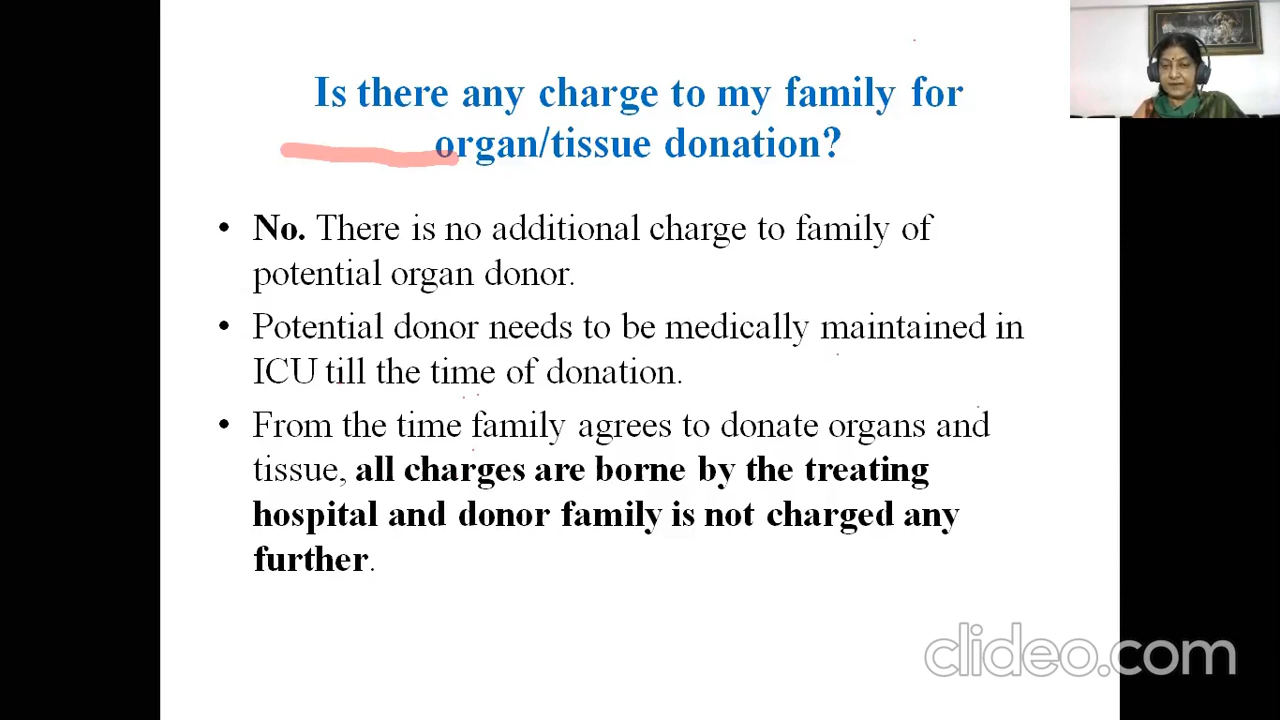 Is there any charge to my family for
organ/tissue donation?
• No. There is no additional charge to family of
potential organ donor.
• Potential donor needs to be medically maintained in
ICU till the time of donation.
• From the time family agrees to donate organs and
tissue, all charges are borne by the treating
hospital and donor family is not charged any
further.
clideo.com